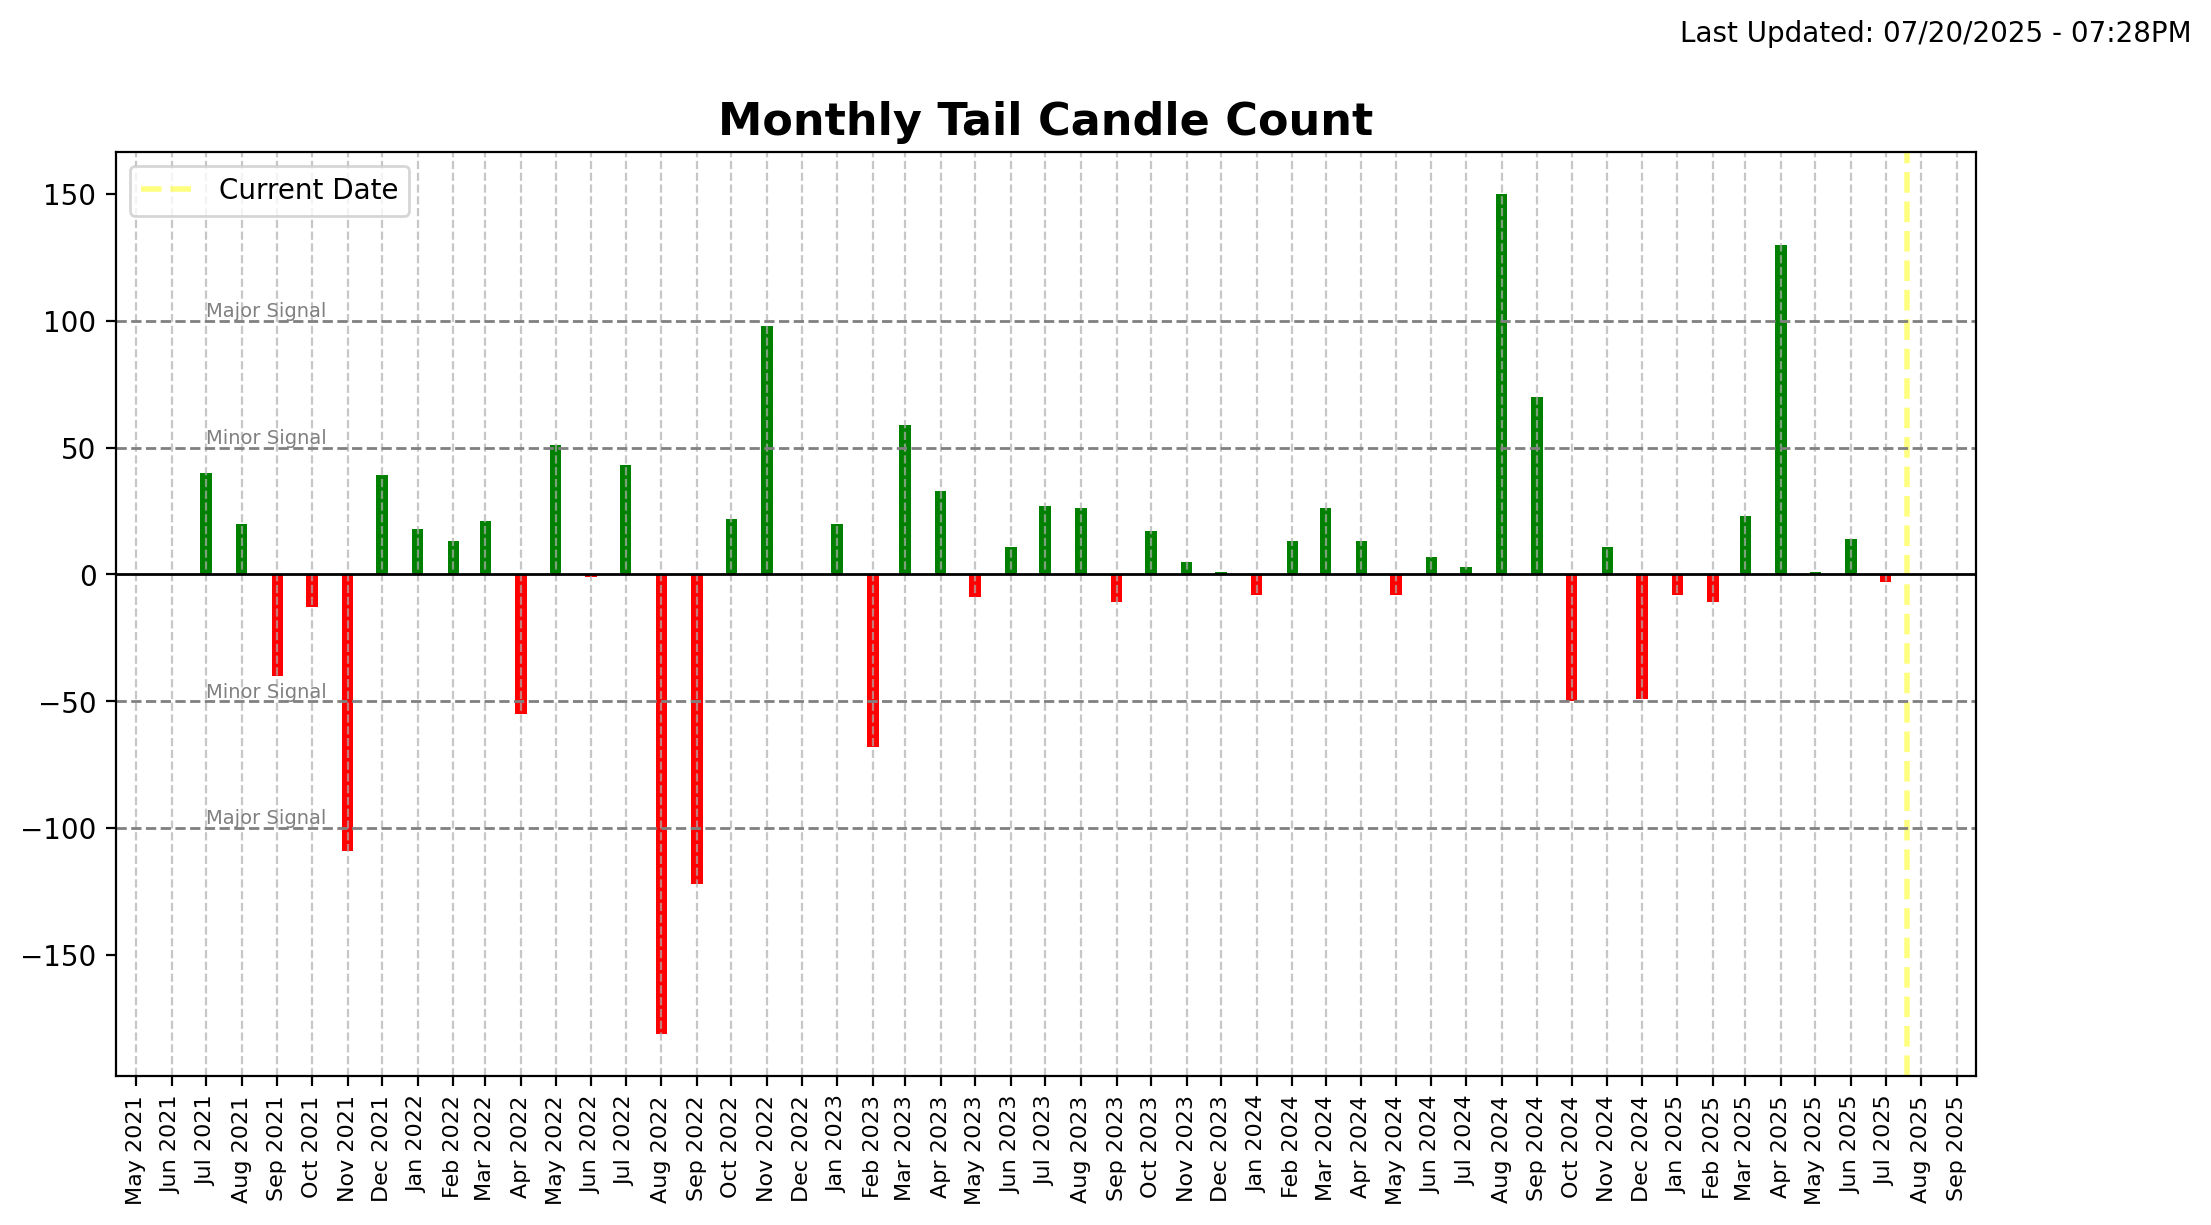 Last Updated: 07/20/2025 - 07:28PM
Monthly Tail Candle Count
Current Date
150
100
50
0
−50
−100
−150
Major Signal
Minor Signal
Minor Signal
Major Signal
May 2021
Jun 2021
Jul 2021
Aug 2021
Sep 2021
Oct 2021
Nov 2021
Dec 2021
Jan 2022
Feb 2022
Mar 2022
Apr 2022
May 2022
Jun 2022
Jul 2022
Aug 2022
Sep 2022
Oct 2022
Nov 2022
Dec 2022
Jan 2023
Feb 2023
Mar 2023
Apr 2023
May 2023
Jun 2023
Jul 2023
Aug 2023
Sep 2023
Oct 2023
Nov 2023
Dec 2023
Jan 2024
Feb 2024
Mar 2024
Apr 2024
May 2024
Jun 2024
Jul 2024
Aug 2024
Sep 2024
Oct 2024
Nov 2024
Dec 2024
Jan 2025
Feb 2025
Mar 2025
Apr 2025
May 2025
Jun 2025
Jul 2025
Aug 2025
Sep 2025